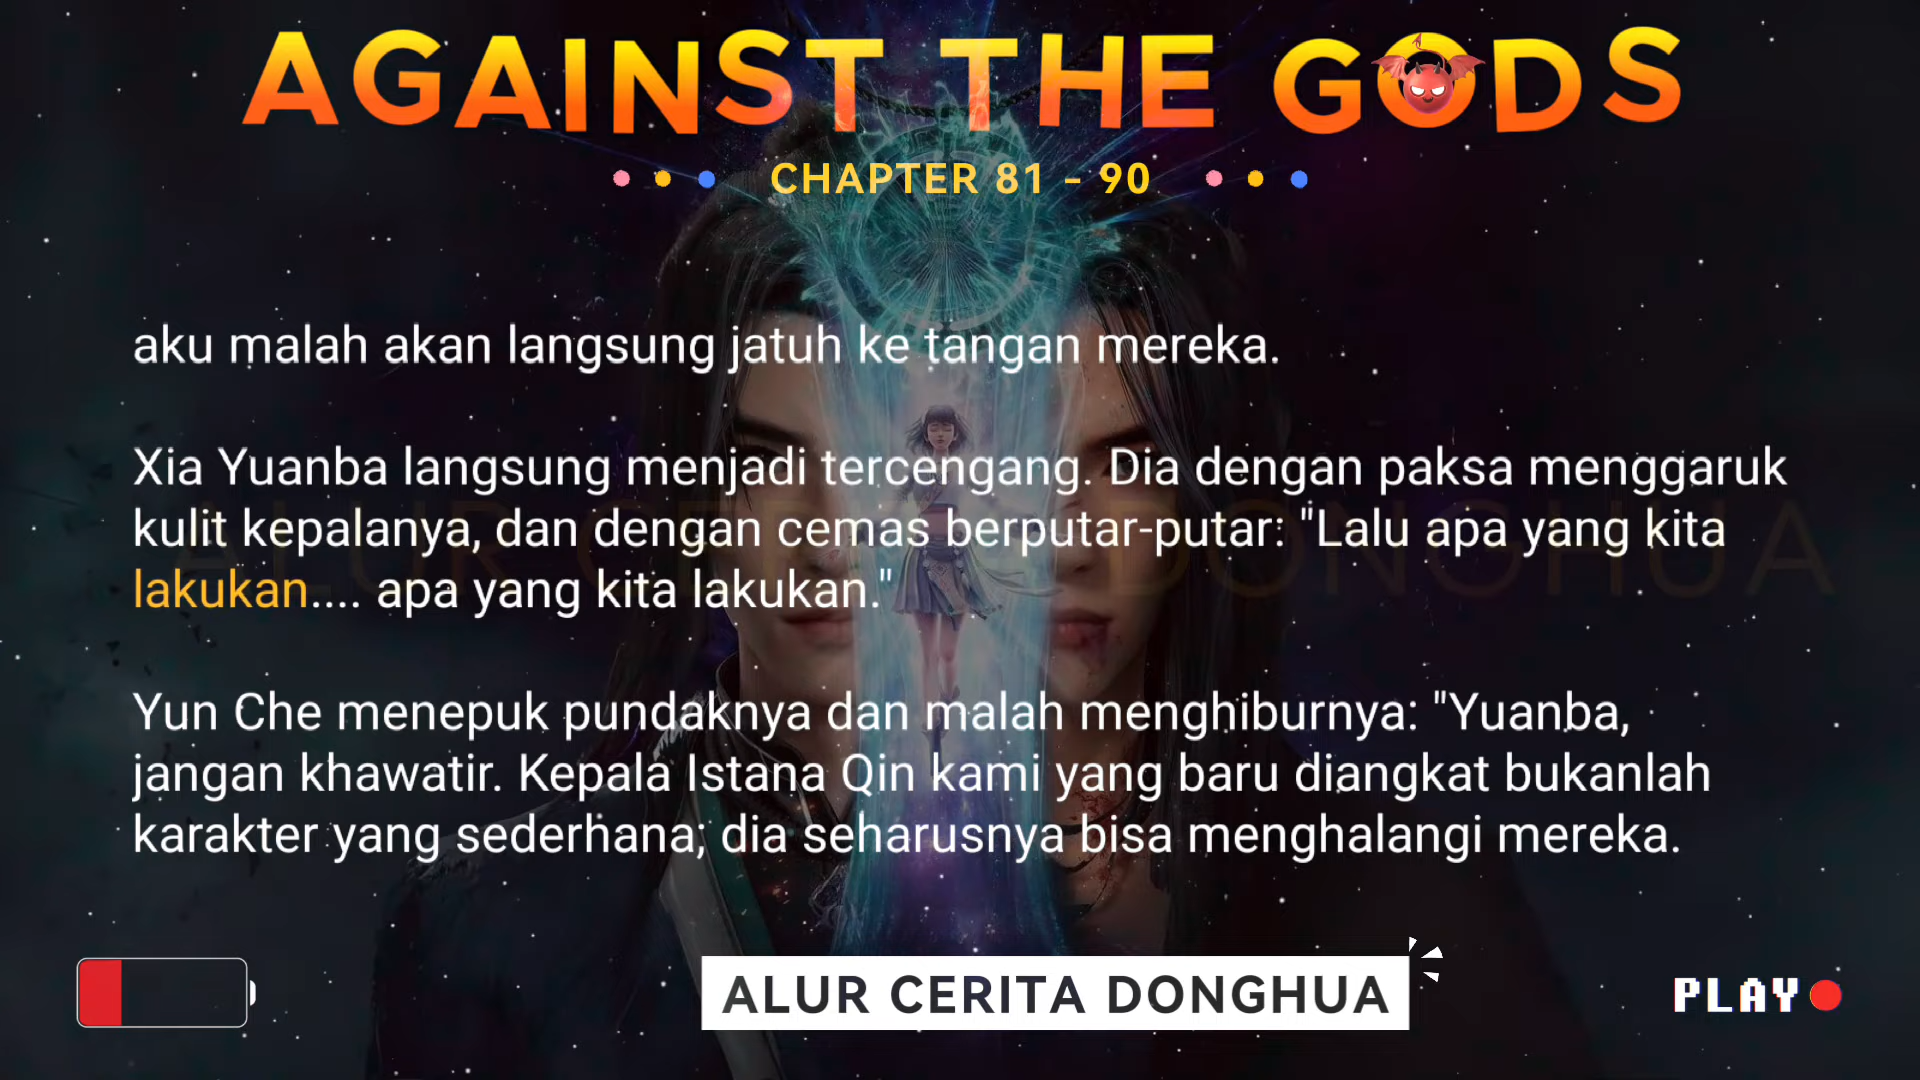 AGAINST THE GODS
CHAPTER 81 - 90
aku malah akan langsung jatuh ke tangan mereka.
Xia Yuanba langsung menjadi tercengang. Dia dengan paksa menggaruk
kulit kepalanya, dan dengan cemas berputar-putar: "Lalu apa yang kita
lakukan.... apa yang kita lakukan."
Yun Che menepuk pundaknya dan malah menghiburnya: "Yuanba,
jangan khawatir. Kepala Istana Qin kami yang baru diangkat bukanlah
karakter yang sederhana; dia seharusnya bisa menghalangi mereka.
ALUR CERITA DONGHUA
PLAY